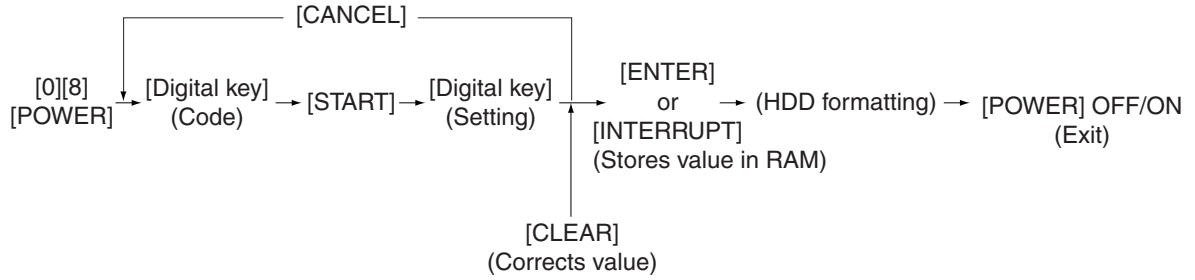 [CANCEL]
[0][8]
[POWER]
[Digital key]
(Code)
[START]
[Digital key]
(Setting)
[ENTER]
or
[INTERRUPT]
(Stores value in RAM)
(HDD formatting)
[POWER] OFF/ON
(Exit)
[CLEAR]
(Corrects value)